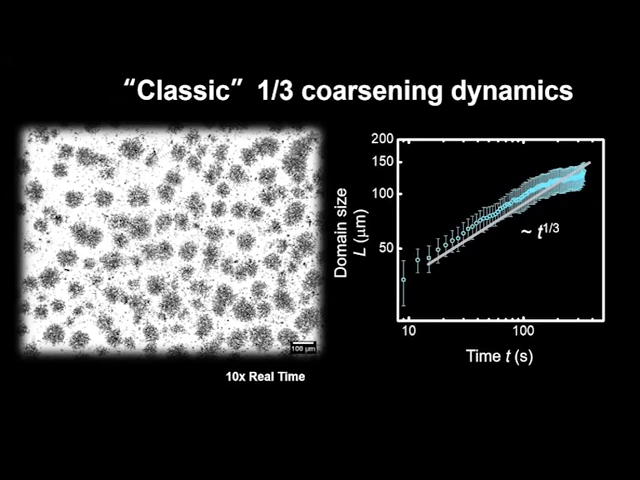 “Classic” 1/3 coarsening dynamics
200
150
100
50
Domain size
L (μm)
~ t1/3
10
100
Time t (s)
100 μm
10x Real Time